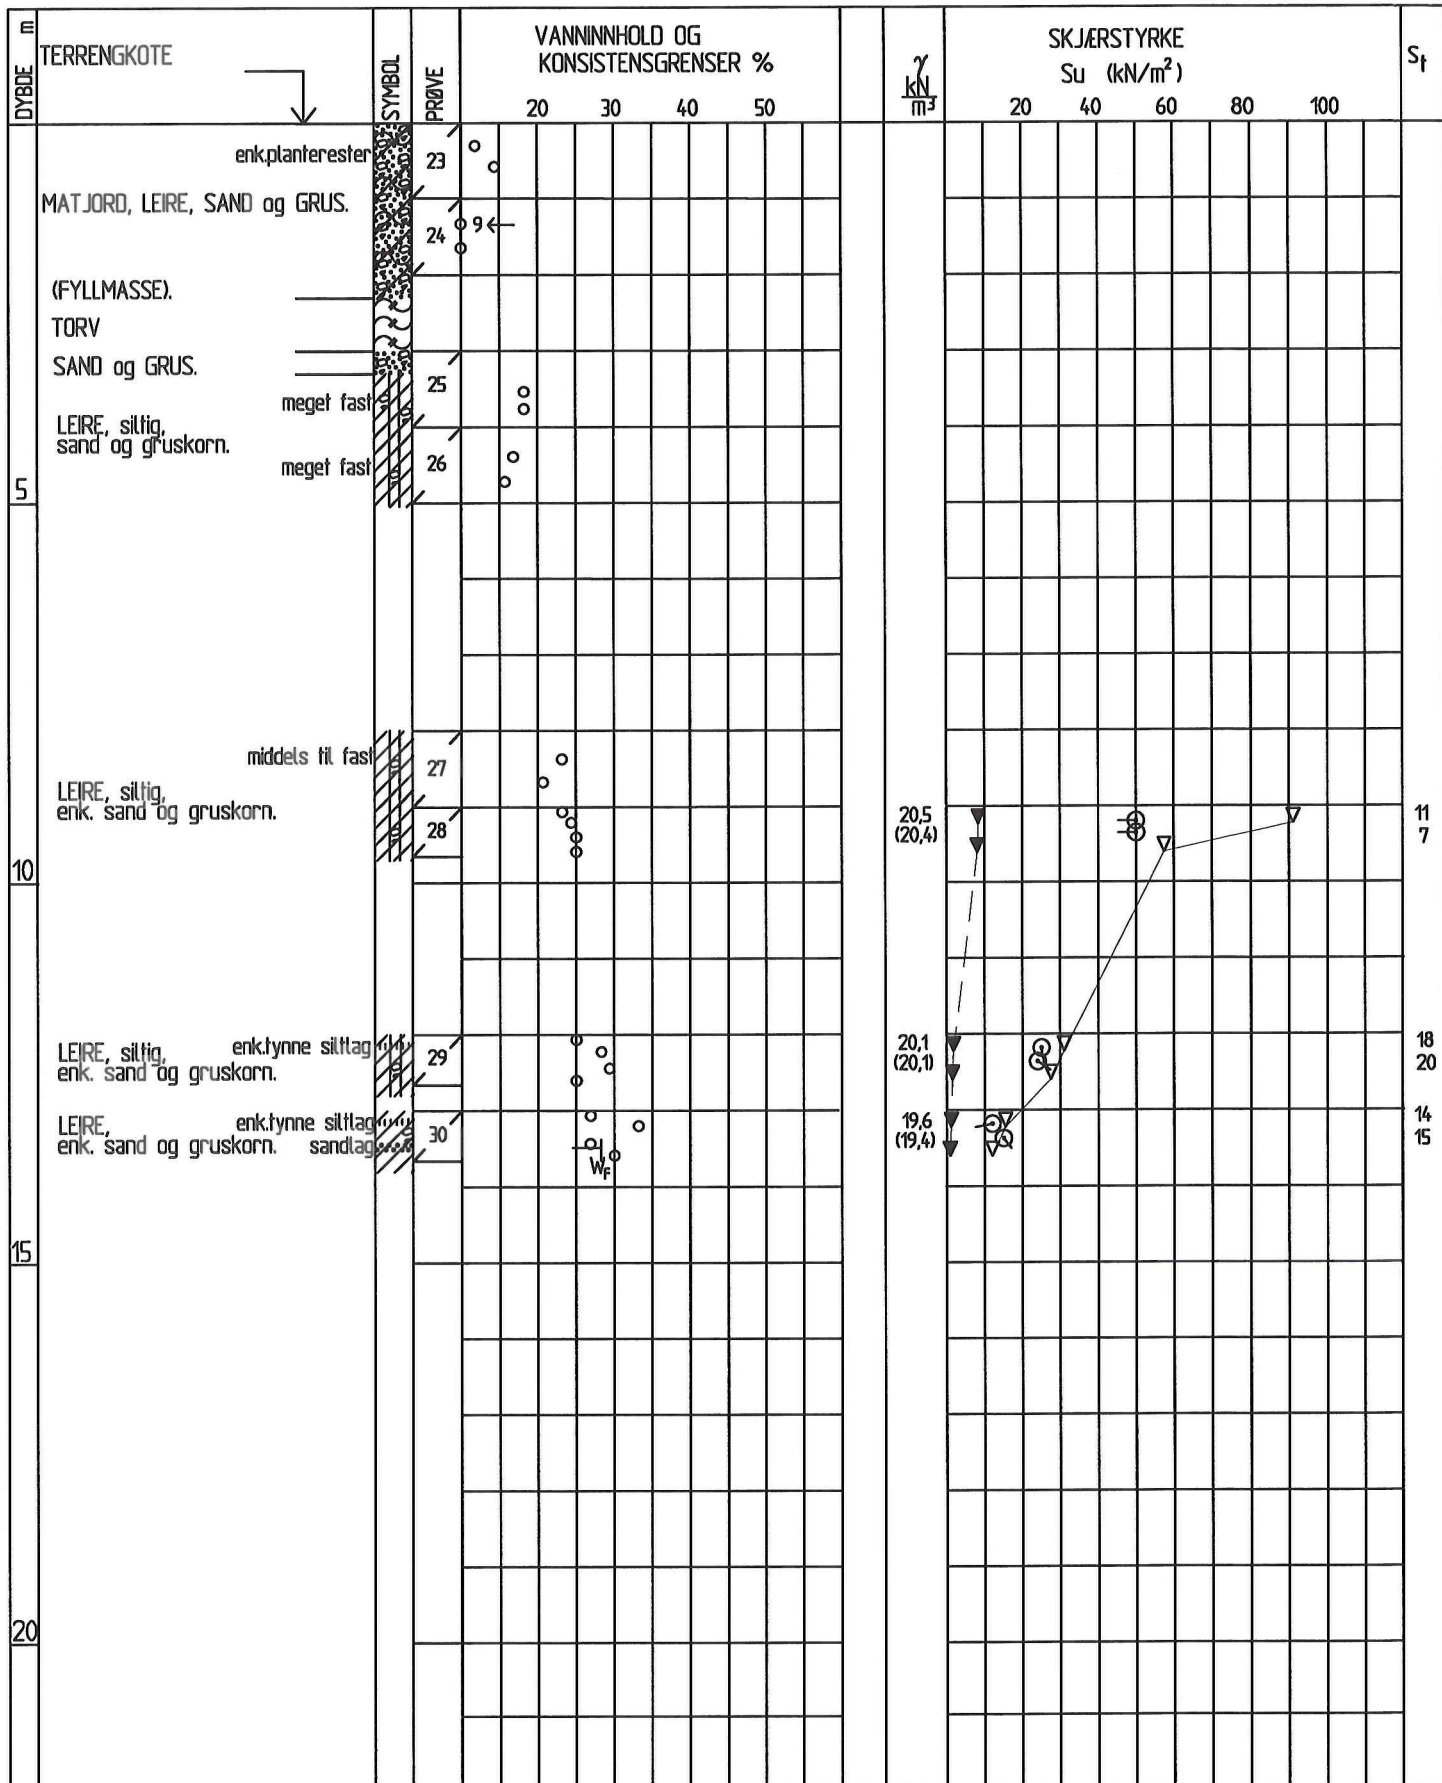 DYBDE m
TERRENGKOTE
SYMBOL
PRØVE
VANNINNHOLD OG
KONSISTENSGRENSER %
20 30 40 50
γ
kN
m³
SKJÆRSTYRKE
Su (kN/m²)
20 40 60 80 100
St
enk.planterester
23
MATJORD, LEIRE, SAND og GRUS.
24
9
(FYLLMASSE).
TORV
SAND og GRUS.
25
meget fast
LEIRE, siltig,
sand og gruskorn.
26
meget fast
5
middels til fast
27
LEIRE, siltig,
enk. sand og gruskorn.
28
20,5
(20,4)
11
7
10
LEIRE, siltig,
enk.tynne siltlag
enk. sand og gruskorn.
29
20,1
(20,1)
18
20
LEIRE,
enk.tynne siltlag
enk. sand og gruskorn. sandlag
30
WF
19,6
(19,4)
14
15
15
20